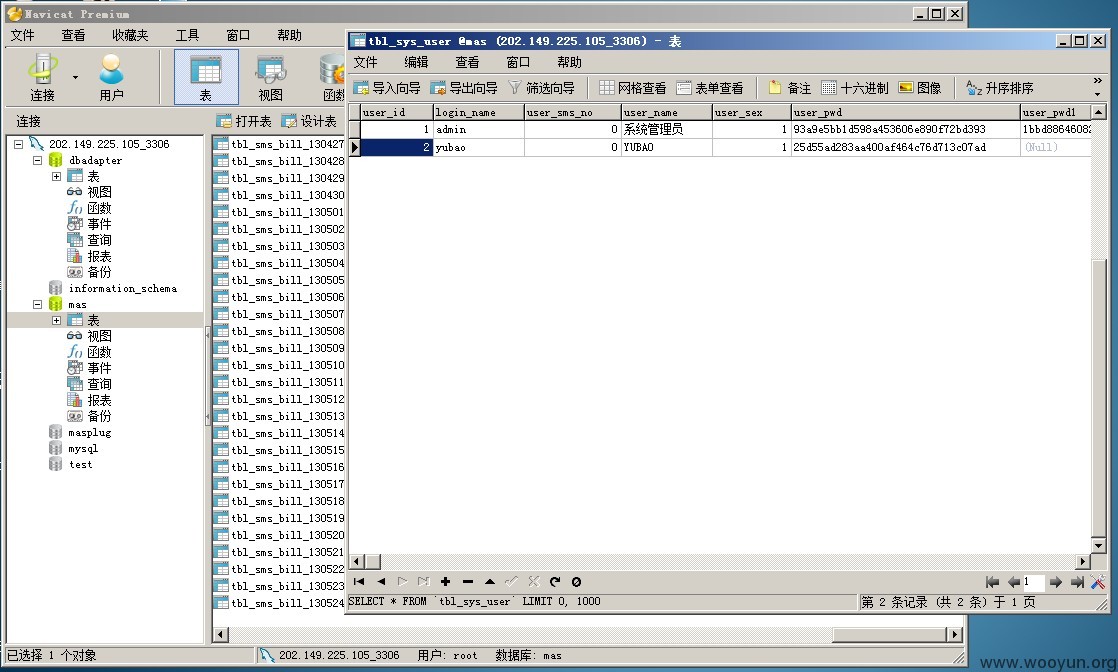 Navicat Premium
文件 查看 收藏夹 工具 窗口 帮助
连接 用户 表 视图 函数
连接
打开表 设计表
202.149.225.105_3306
dbadapter
表
视图
函数
事件
查询
报表
备份
information_schema
mas
表
视图
函数
事件
查询
报表
备份
masplug
mysql
test
tbl_sms_bill_130427
tbl_sms_bill_130428
tbl_sms_bill_130429
tbl_sms_bill_130430
tbl_sms_bill_130501
tbl_sms_bill_130502
tbl_sms_bill_130503
tbl_sms_bill_130504
tbl_sms_bill_130505
tbl_sms_bill_130506
tbl_sms_bill_130507
tbl_sms_bill_130508
tbl_sms_bill_130509
tbl_sms_bill_130510
tbl_sms_bill_130511
tbl_sms_bill_130512
tbl_sms_bill_130513
tbl_sms_bill_130514
tbl_sms_bill_130515
tbl_sms_bill_130516
tbl_sms_bill_130517
tbl_sms_bill_130518
tbl_sms_bill_130519
tbl_sms_bill_130520
tbl_sms_bill_130521
tbl_sms_bill_130522
tbl_sms_bill_130523
tbl_sms_bill_130524
tbl_sys_user @mas (202.149.225.105_3306) - 表
文件 编辑 查看 窗口 帮助
导入向导 导出向导 筛选向导 网格查看 表单查看 备注 十六进制 图像 升序排序
user_id login_name user_sms_no user_name user_sex user_pwd user_pwd1
1 admin 0 系统管理员 1 93a9e5bb1d598a453606e890f72bd393 1bbd88646082
2 yubao 0 YUBAO 1 25d55ad283aa400af464c76d713c07ad (Null)
1
SELECT * FROM `tbl_sys_user` LIMIT 0, 1000 第 2 条记录 (共 2 条) 于 1 页
已选择 1 个对象 202.149.225.105_3306 用户: root 数据库: mas
www.wooyun.org